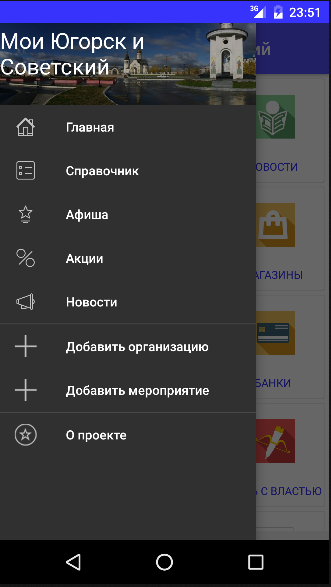 3G 23:51
Мои Югорск и
Советский
ий
Главная
Справочник
Афиша
Акции
Новости
Добавить организацию
Добавить мероприятие
О проекте
ОВОСТИ
АГАЗИНЫ
БАНКИ
Ь С ВЛАСТЬЮ